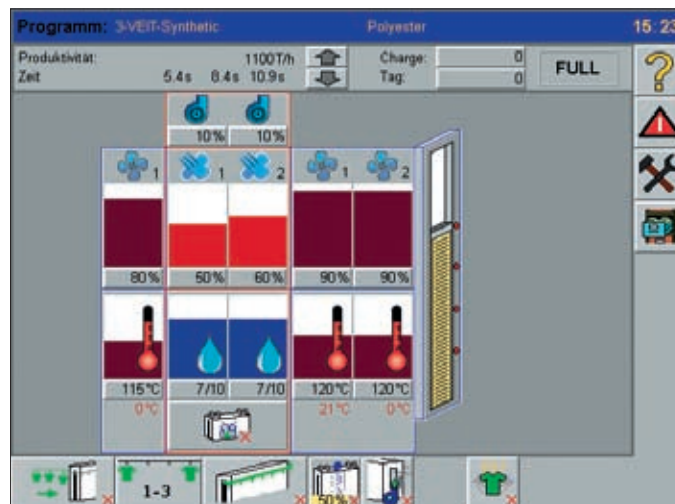 Programm: 3-VEIT-Synthetic Polyester 15:23
Produktivität: 1100T/h Charge: 0 FULL
Zeit 5.4s 8.4s 10.9s Tag: 0
10% 10%
1 1 2 1 2
80% 50% 60% 90% 90%
115°C 7/10 7/10 120°C 120°C
0°C 21°C 0°C
1-3 50%